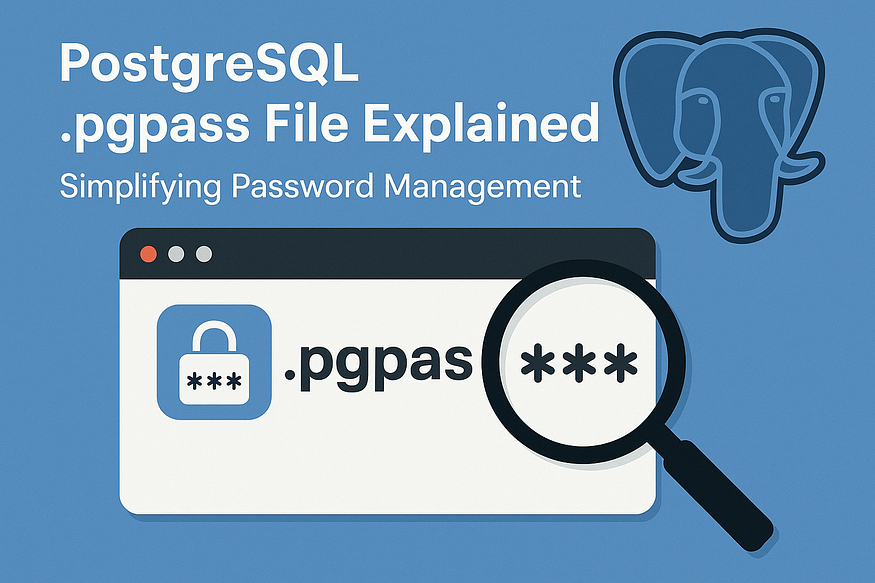 PostgreSQL
.pgpass File Explained
Simplifying Password Management
*** .pgpas ***